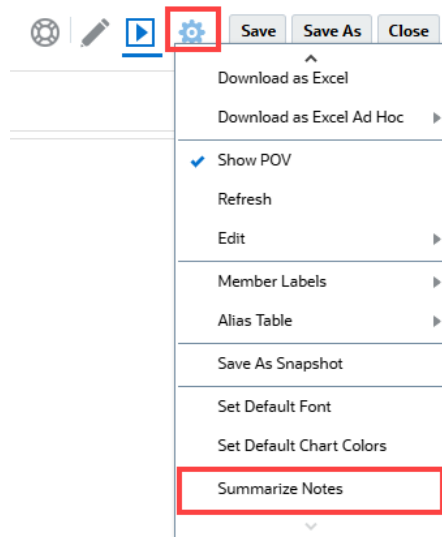 Save Save As Close
Download as Excel
Download as Excel Ad Hoc
Show POV
Refresh
Edit
Member Labels
Alias Table
Save As Snapshot
Set Default Font
Set Default Chart Colors
Summarize Notes